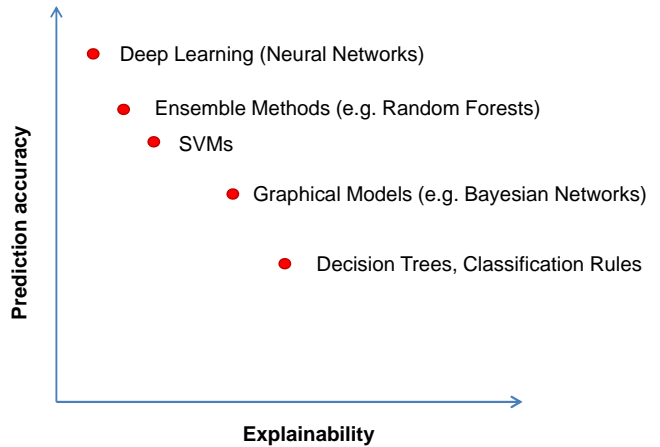 Deep Learning (Neural Networks)
Ensemble Methods (e.g. Random Forests)
SVMs
Graphical Models (e.g. Bayesian Networks)
Decision Trees, Classification Rules
Prediction accuracy
Explainability